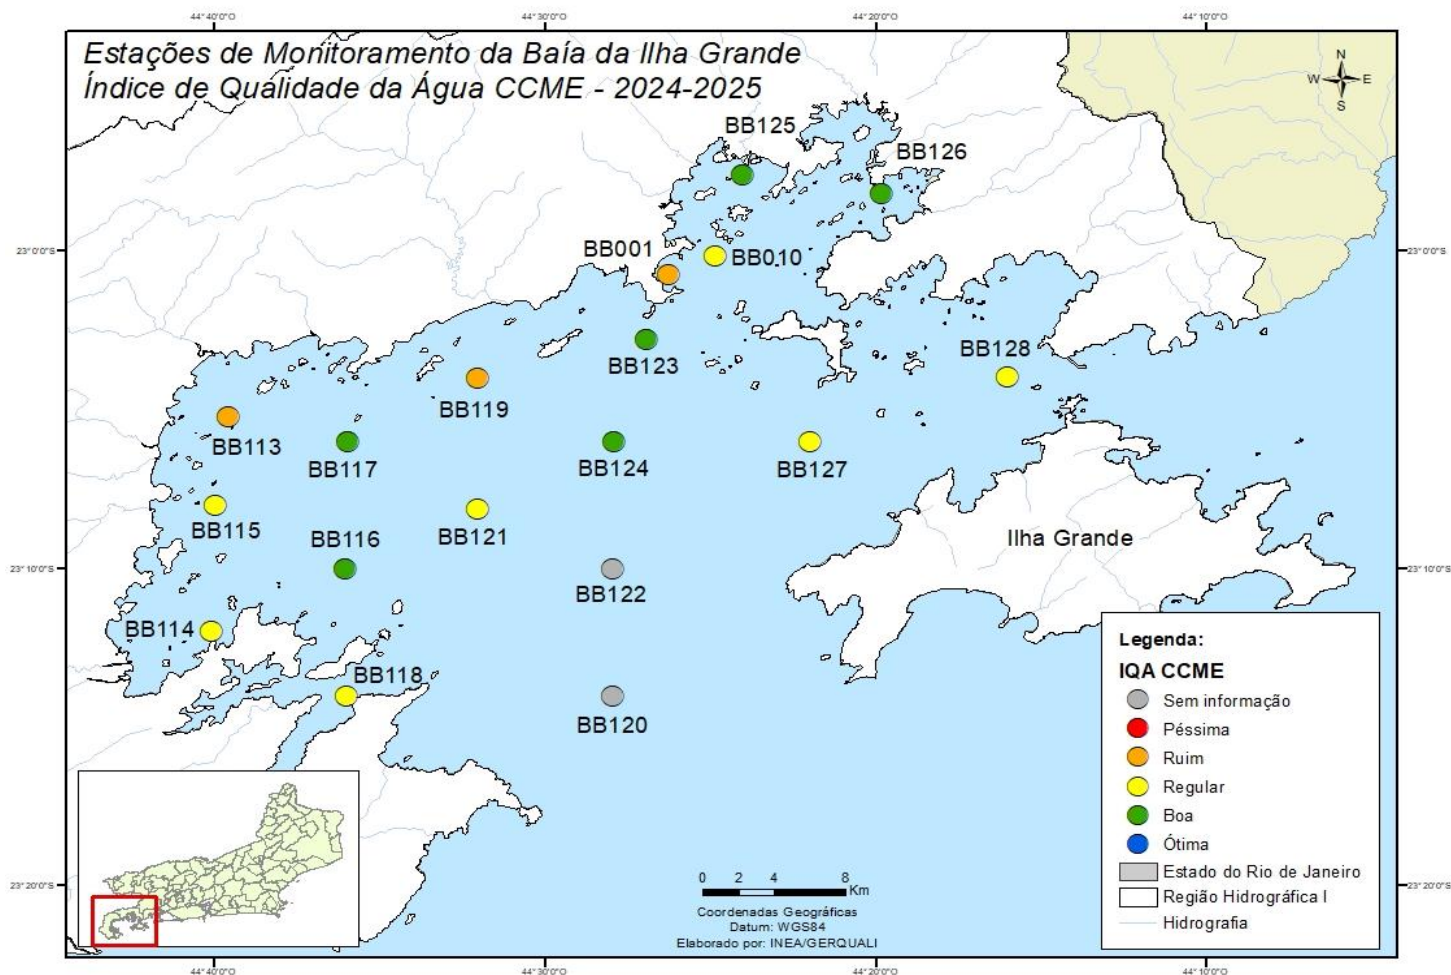 44°40'0"O 44°30'0"O 44°20'0"O 44°10'0"O
Estações de Monitoramento da Baía da Ilha Grande
Índice de Qualidade da Água CCME - 2024-2025
N
W E
S
BB125
BB126
23°0'0"S 23°0'0"S
BB001
BB010
BB123
BB128
BB119
BB113
BB117
BB124
BB127
BB115
BB121
BB116
Ilha Grande
23°10'0"S 23°10'0"S
BB122
BB114
BB118
BB120
Legenda:
IQA CCME
Sem informação
Péssima
Ruim
Regular
Boa
Ótima
Estado do Rio de Janeiro
Região Hidrográfica I
Hidrografia
23°20'0"S 23°20'0"S
0 2 4 8
Km
Coordenadas Geográficas
Datum: WGS84
Elaborado por: INEA/GERQUALI
44°40'0"O 44°30'0"O 44°20'0"O 44°10'0"O